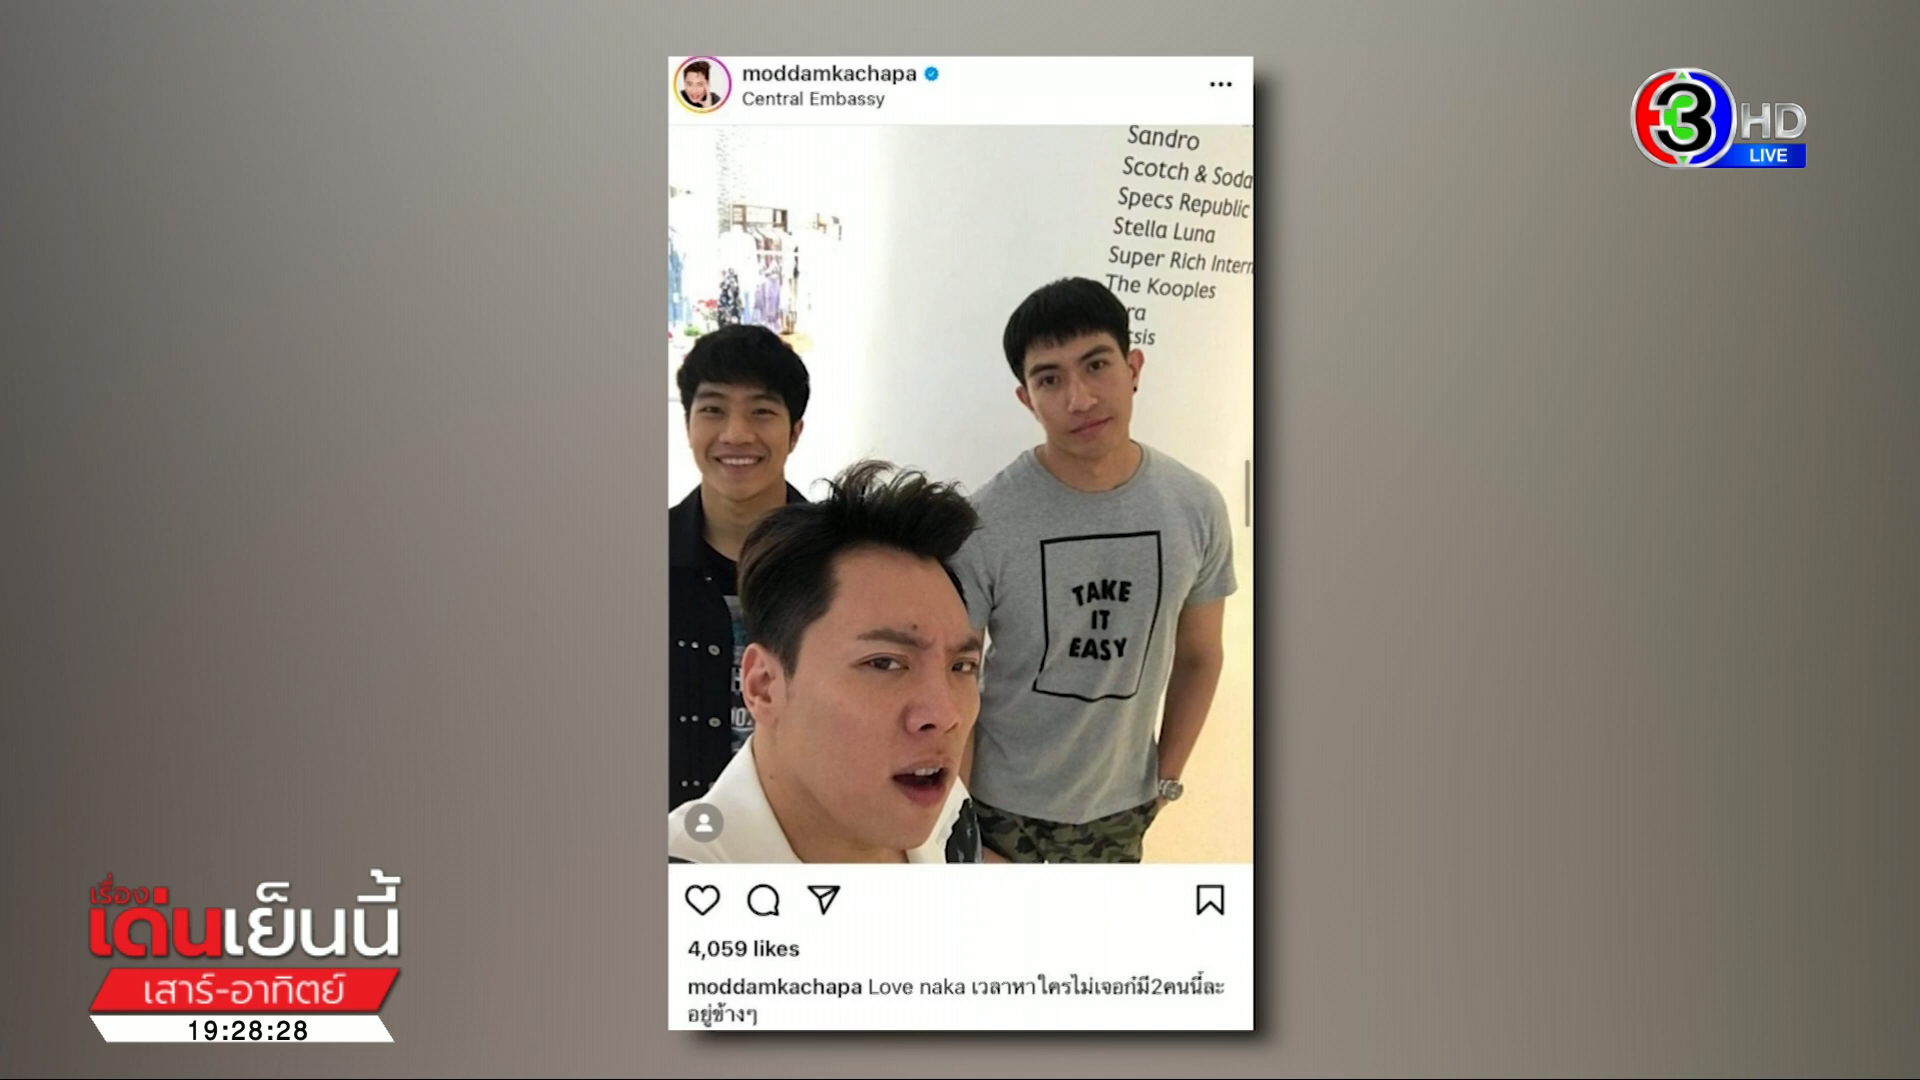 moddamkachapa
Central Embassy
Sandro
Scotch & Soda
Specs Republic
Stella Luna
Super Rich Intern
The Kooples
ra
sis
TAKE
IT
EASY
4,059 likes
moddamkachapa Love naka เวลาหาใครไม่เจอก็มี2คนนี้ละ
อยู่ข้างๆ
3 HD
LIVE
เรื่อง
เด่นเย็นนี้
เสาร์-อาทิตย์
19:28:28